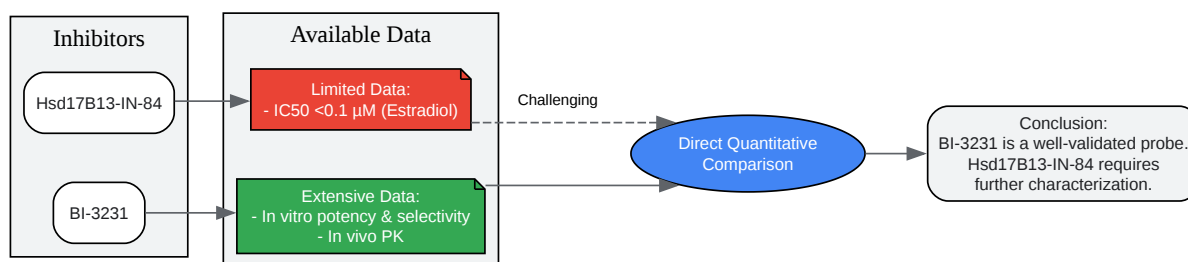 Inhibitors
Hsd17B13-IN-84
BI-3231
Available Data
Limited Data:
- IC50 <0.1 µM (Estradiol)
Extensive Data:
- In vitro potency & selectivity
- In vivo PK
Challenging
Direct Quantitative
Comparison
Conclusion:
BI-3231 is a well-validated probe.
Hsd17B13-IN-84 requires
further characterization.